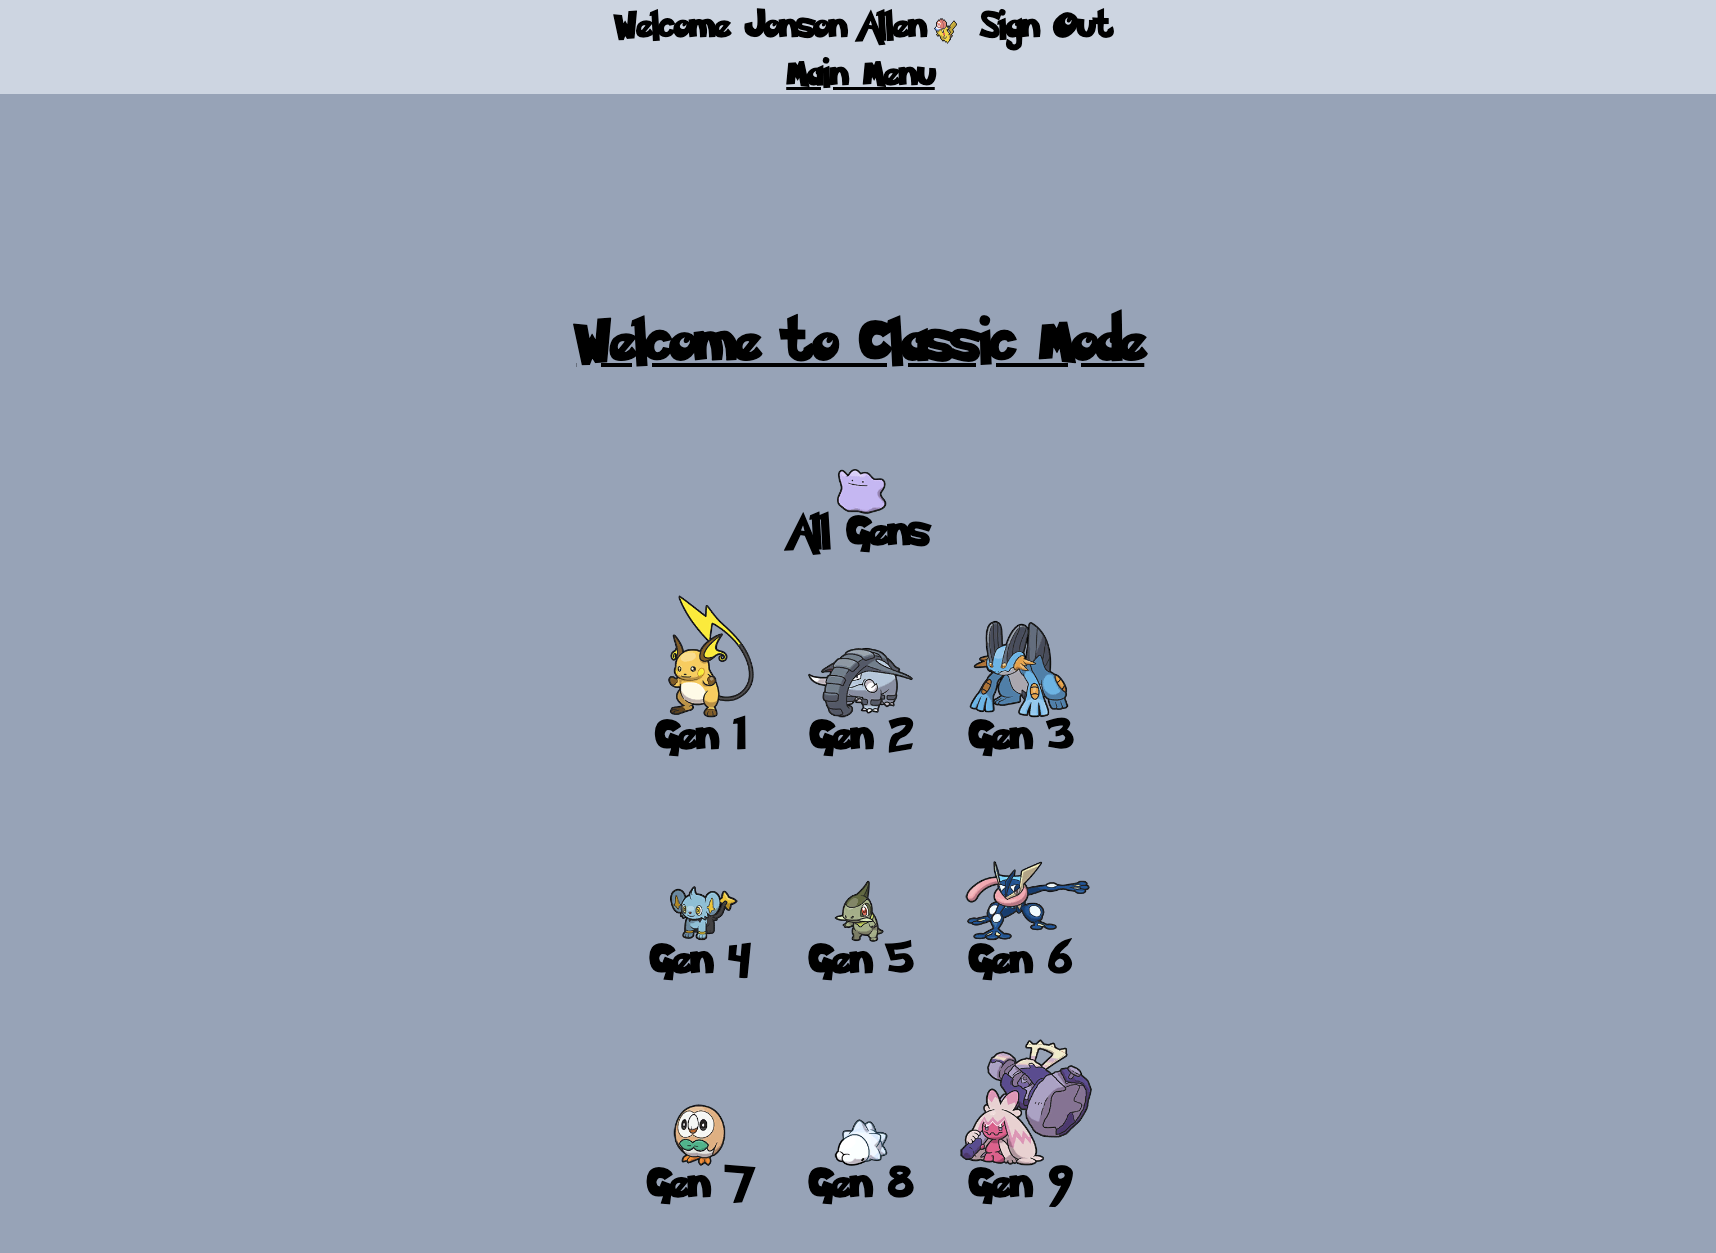 Welcome Jonson Allen Sign Out
Main Menu
Welcome to Classic Mode
All Gens
Gen 1 Gen 2 Gen 3
Gen 4 Gen 5 Gen 6
Gen 7 Gen 8 Gen 9